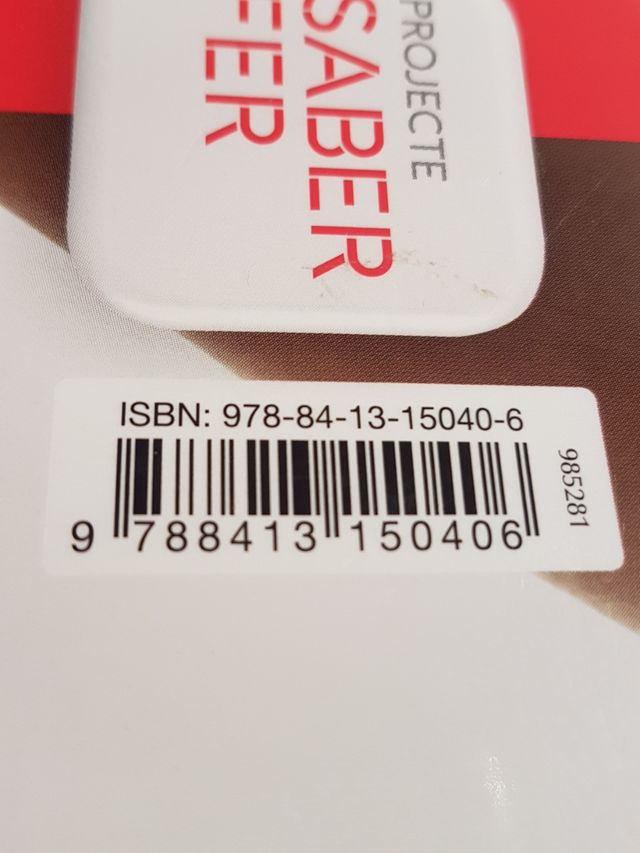 PROJECTE
SABER
FER
ISBN: 978-84-13-15040-6
985281
9 788413 150406